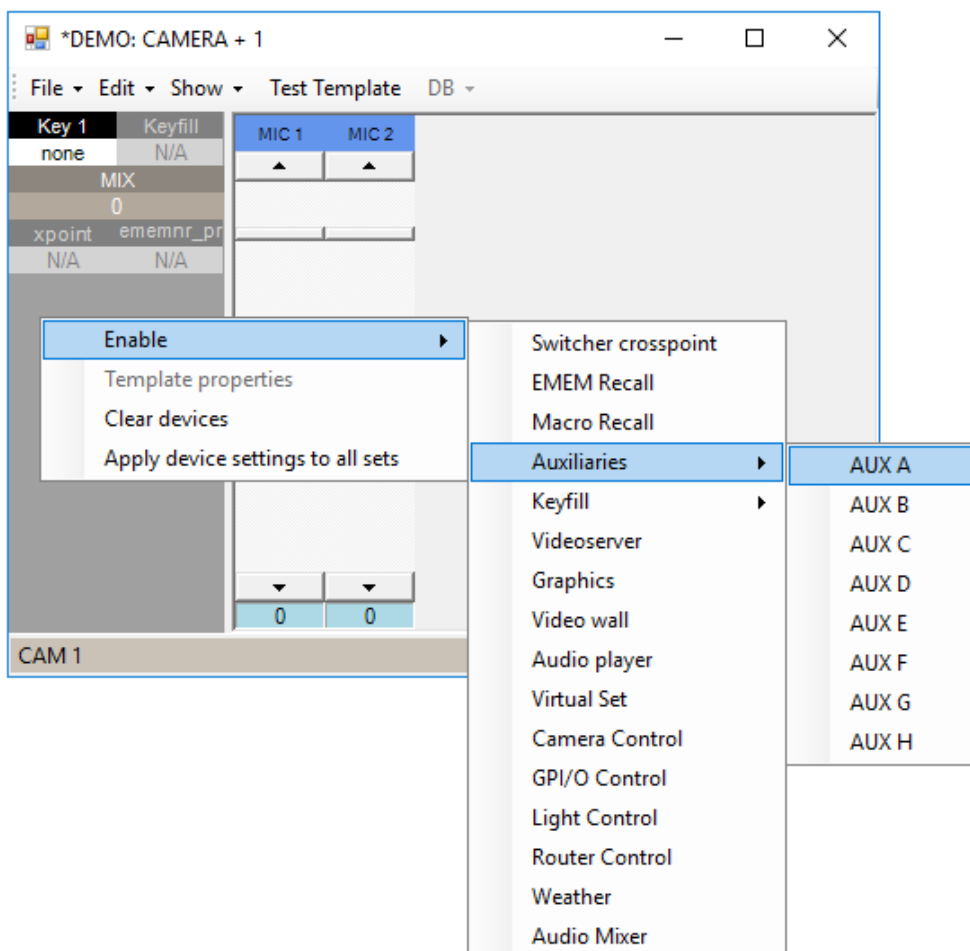 *DEMO: CAMERA + 1
File Edit Show Test Template DB
Key 1 Keyfill
none N/A
MIX
0
xpoint ememnr_pr
N/A N/A
MIC 1 MIC 2
0 0
CAM 1
Enable
Template properties
Clear devices
Apply device settings to all sets
Switcher crosspoint
EMEM Recall
Macro Recall
Auxiliaries
Keyfill
Videoserver
Graphics
Video wall
Audio player
Virtual Set
Camera Control
GPI/O Control
Light Control
Router Control
Weather
Audio Mixer
AUX A
AUX B
AUX C
AUX D
AUX E
AUX F
AUX G
AUX H